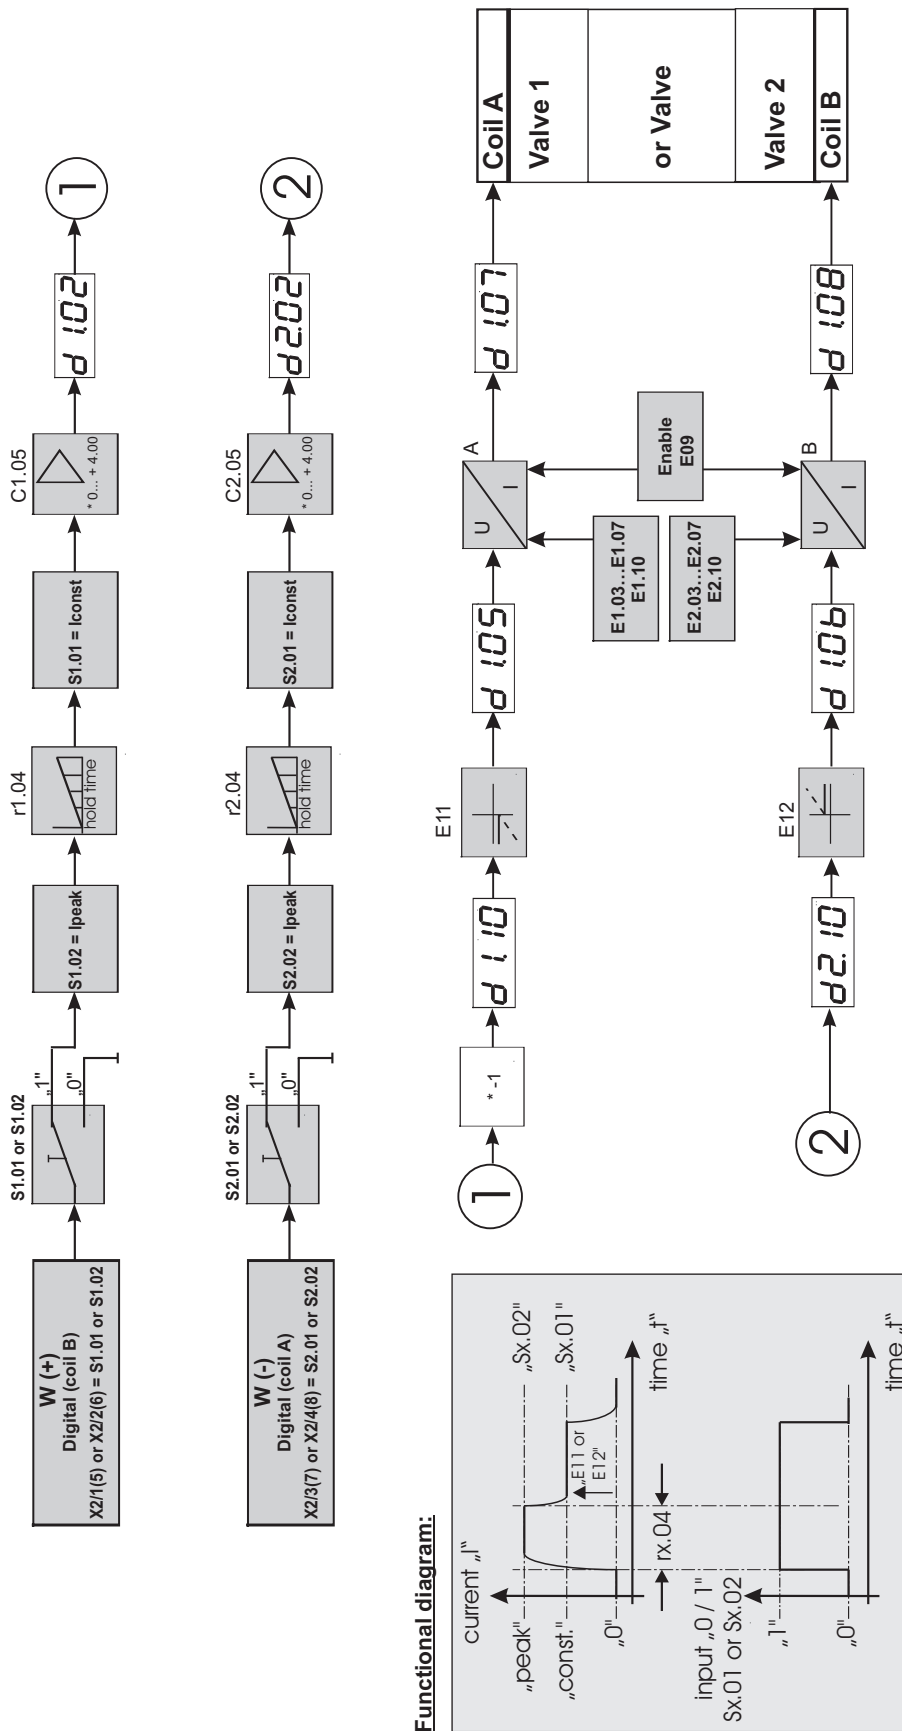 W (+)
Digital (coil B)
X2/1(5) or X2/2(6) = S1.01 or S1.02
S1.01 or S1.02
„1"
„0"
S1.02 = Ipeak
r1.04
hold time
S1.01 = Iconst
C1.05
* 0... + 4.00
d 1.02
1
W (-)
Digital (coil A)
X2/3(7) or X2/4(8) = S2.01 or S2.02
S2.01 or S2.02
„1"
„0"
S2.02 = Ipeak
r2.04
hold time
S2.01 = Iconst
C2.05
* 0... + 4.00
d2.02
2
Functional diagram:
current „I“
„peak"
„Sx.02"
„const."
„Sx.01"
„E11 or
E12"
„0"
time „t“
rx.04
input „0 / 1"
Sx.01 or Sx.02
„1"
„0"
time „t“
1
* -1
d 1.10
E11
d 1.05
U
I
A
d 1.07
Coil A
Valve 1
or Valve
Valve 2
Coil B
E1.03...E1.07
E1.10
Enable
E09
E2.03...E2.07
E2.10
2
d2.10
E12
d 1.06
U
I
B
d 1.08